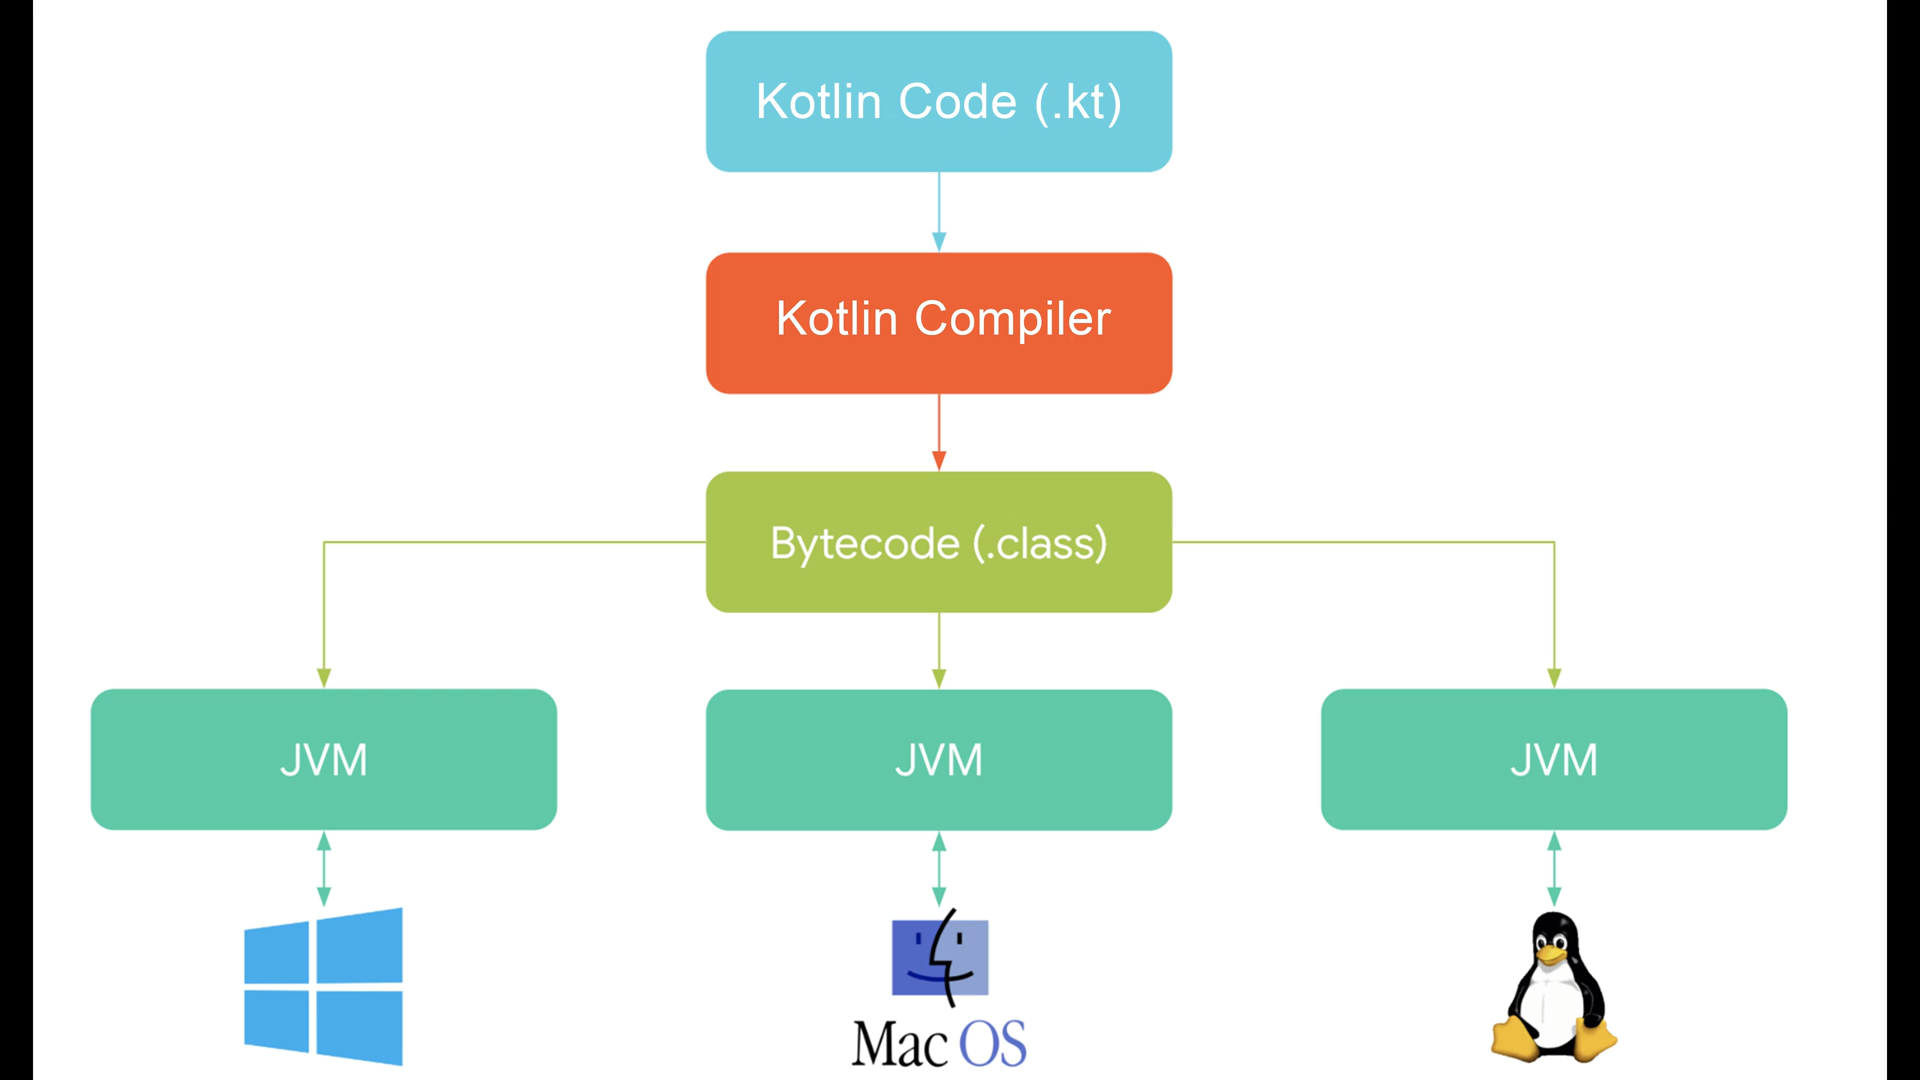 Kotlin Code (.kt)
Kotlin Compiler
Bytecode (.class)
JVM
JVM
JVM
Mac OS